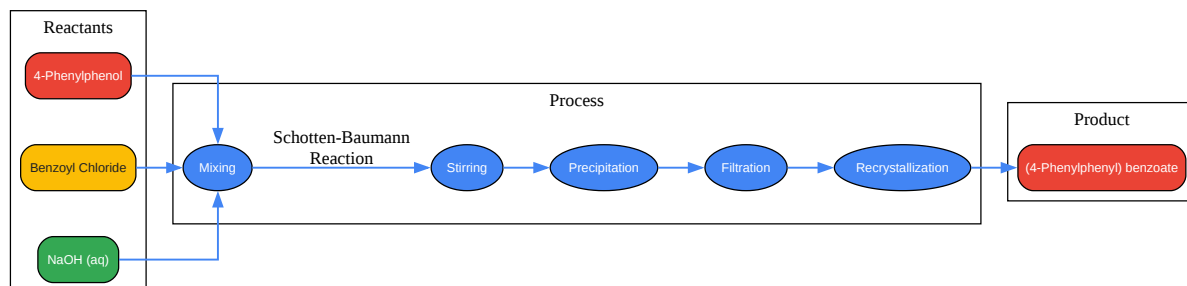 Reactants
4-Phenylphenol
Benzoyl Chloride
NaOH (aq)
Process
Mixing
Schotten-Baumann
Reaction
Stirring
Precipitation
Filtration
Recrystallization
Product
(4-Phenylphenyl) benzoate